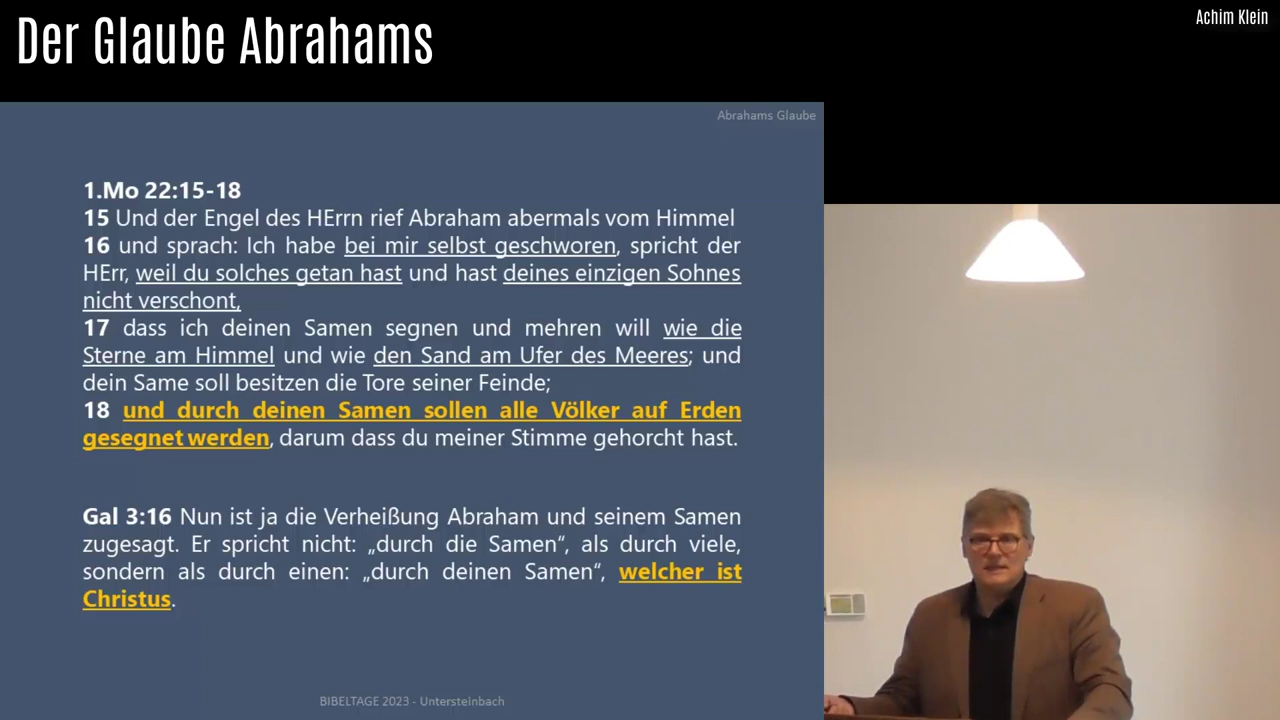 Der Glaube Abrahams
Achim Klein
Abrahams Glaube
1.Mo 22:15-18
15 Und der Engel des HErrn rief Abraham abermals vom Himmel
16 und sprach: Ich habe bei mir selbst geschworen, spricht der
HErr, weil du solches getan hast und hast deines einzigen Sohnes
nicht verschont,
17 dass ich deinen Samen segnen und mehren will wie die
Sterne am Himmel und wie den Sand am Ufer des Meeres; und
dein Same soll besitzen die Tore seiner Feinde;
18 und durch deinen Samen sollen alle Völker auf Erden
gesegnet werden, darum dass du meiner Stimme gehorcht hast.
Gal 3:16 Nun ist ja die Verheißung Abraham und seinem Samen
zugesagt. Er spricht nicht: „durch die Samen“, als durch viele,
sondern als durch einen: „durch deinen Samen“, welcher ist
Christus.
BIBELTAGE 2023 - Untersteinbach